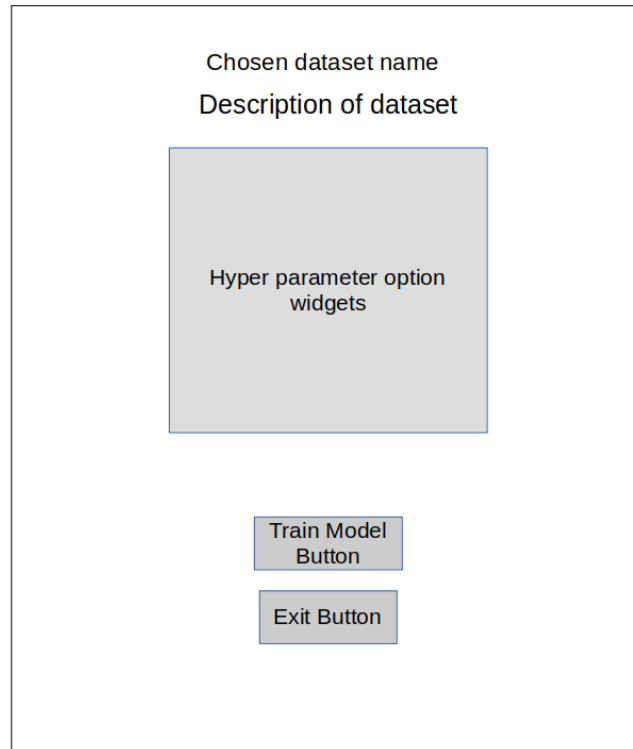 Chosen dataset name
Description of dataset
Hyper parameter option
widgets
Train Model
Button
Exit Button